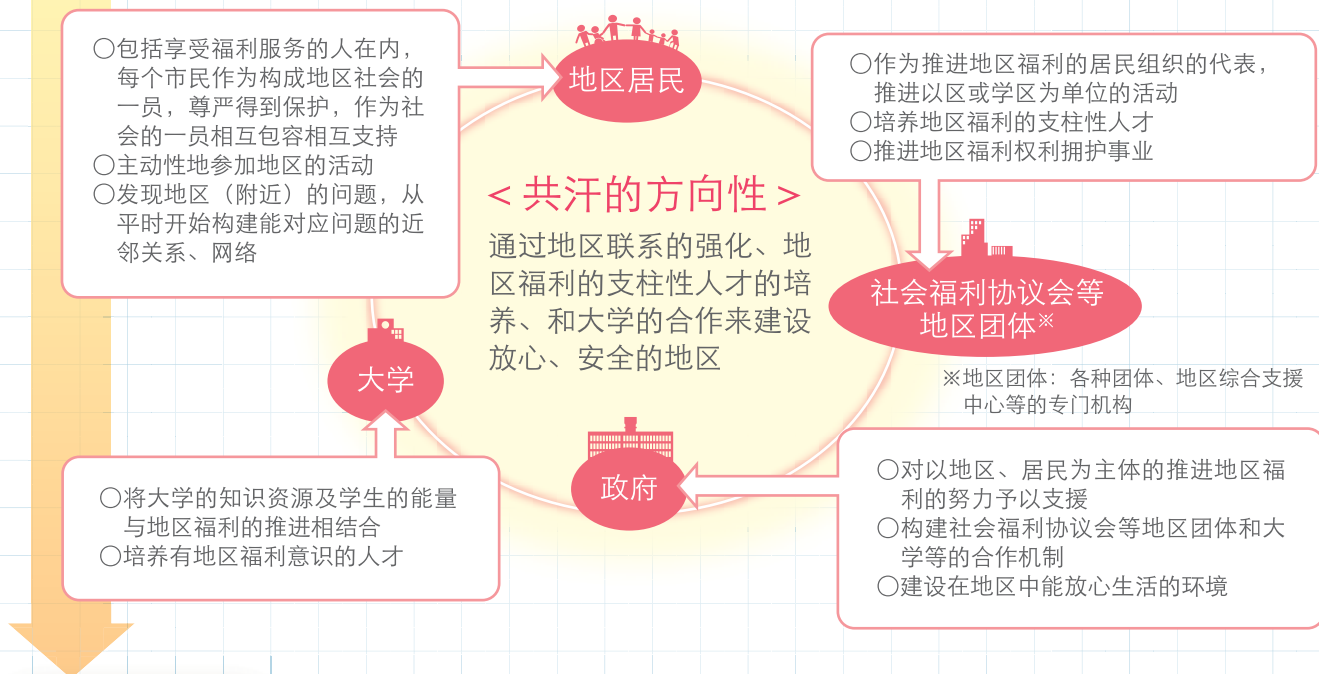 〇包括享受福利服务的人在内，
每个市民作为构成地区社会的
一员，尊严得到保护，作为社
会的一员相互包容相互支持
〇主动性地参加地区的活动
〇发现地区（附近）的问题，从
平时开始构建能对应问题的近
邻关系、网络
地区居民
〇作为推进地区福利的居民组织的代表，
推进以区或学区为单位的活动
〇培养地区福利的支柱性人才
〇推进地区福利权利拥护事业
＜共汗的方向性＞
通过地区联系的强化、地
区福利的支柱性人才的培
养、和大学的合作来建设
放心、安全的地区
社会福利协议会等
地区团体※
※地区团体：各种团体、地区综合支援
中心等的专门机构
大学
〇将大学的知识资源及学生的能量
与地区福利的推进相结合
〇培养有地区福利意识的人才
政府
〇对以地区、居民为主体的推进地区福
利的努力予以支援
〇构建社会福利协议会等地区团体和大
学等的合作机制
〇建设在地区中能放心生活的环境